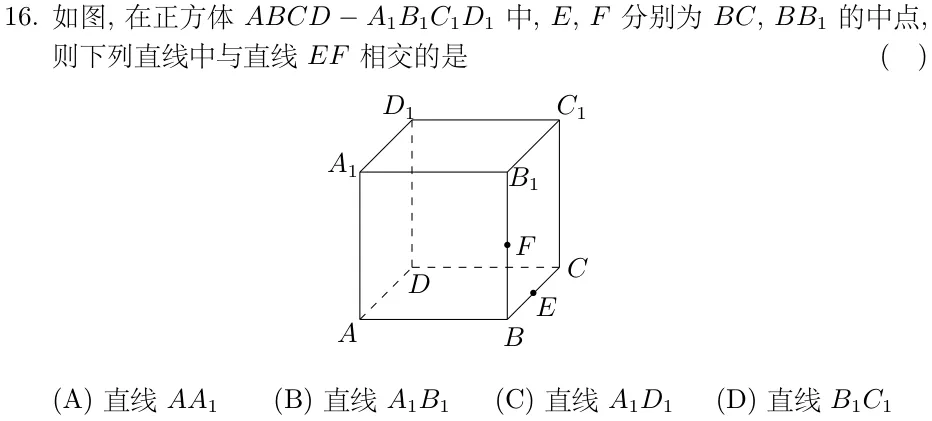 16. 如图, 在正方体 ABCD − A₁B₁C₁D₁ 中, E, F 分别为 BC, BB₁ 的中点,
则下列直线中与直线 EF 相交的是 ( )
D₁ C₁
A₁ B₁
F
D C
E
A B
(A) 直线 AA₁ (B) 直线 A₁B₁ (C) 直线 A₁D₁ (D) 直线 B₁C₁